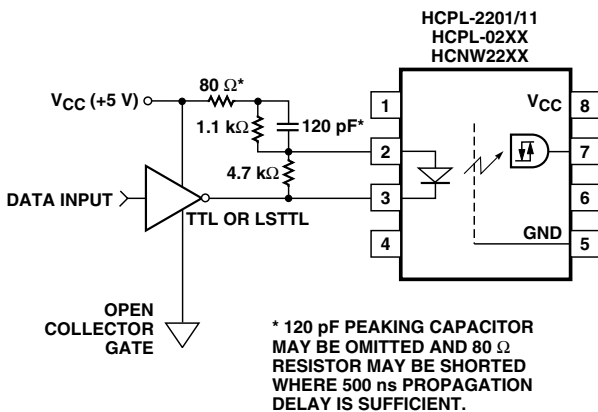 HCPL-2201/11
HCPL-02XX
HCNW22XX
80 Ω*
VCC (+5 V)
1.1 kΩ
120 pF*
4.7 kΩ
DATA INPUT
TTL OR LSTTL
OPEN
COLLECTOR
GATE
1
2
3
4
VCC 8
7
6
GND 5
* 120 pF PEAKING CAPACITOR
MAY BE OMITTED AND 80 Ω
RESISTOR MAY BE SHORTED
WHERE 500 ns PROPAGATION
DELAY IS SUFFICIENT.